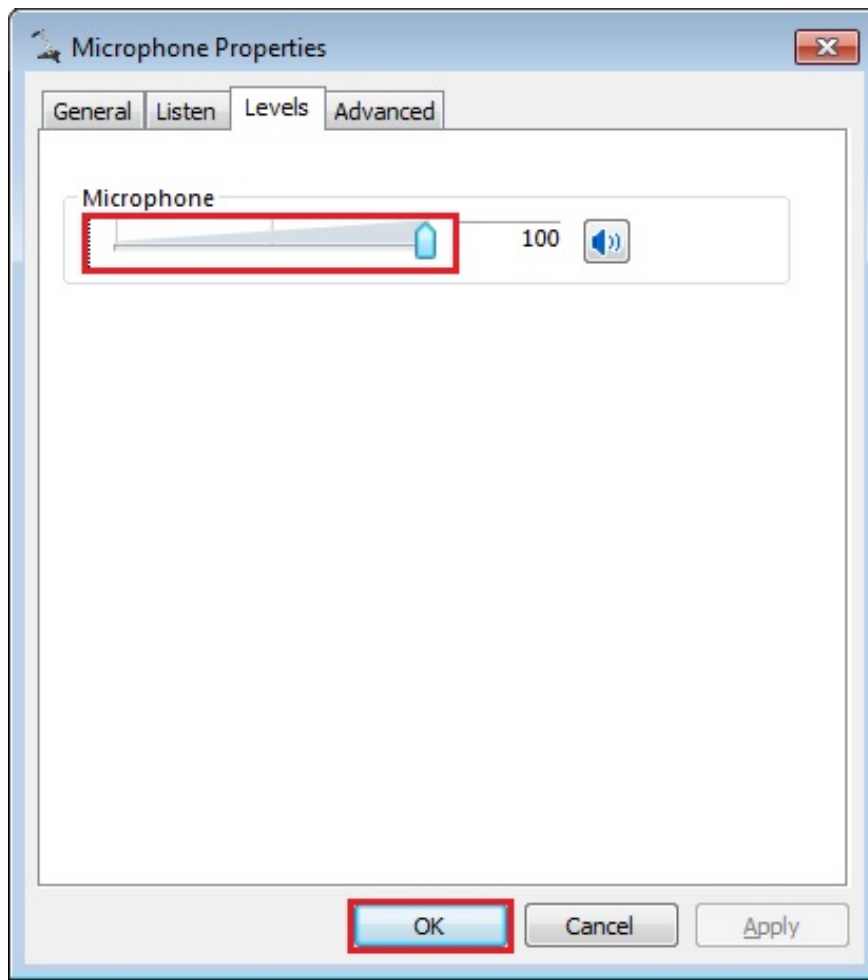 Microphone Properties
General Listen Levels Advanced
Microphone
100
OK Cancel Apply